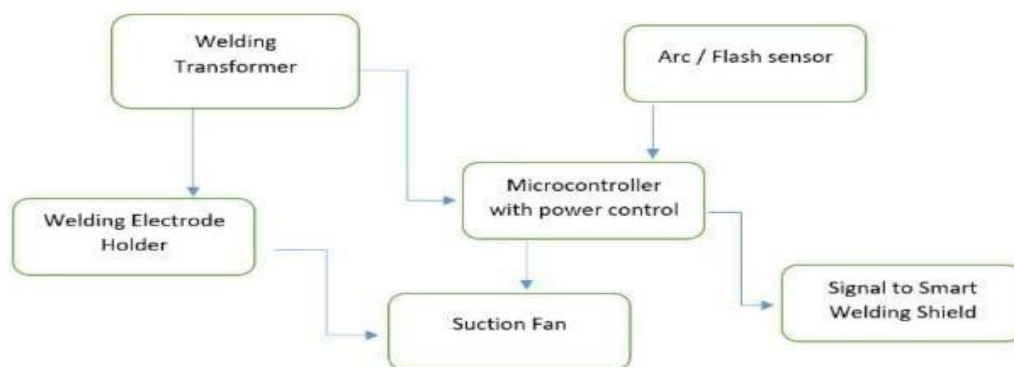 Welding
Transformer
Arc / Flash sensor
Microcontroller
with power control
Welding Electrode
Holder
Suction Fan
Signal to Smart
Welding Shield